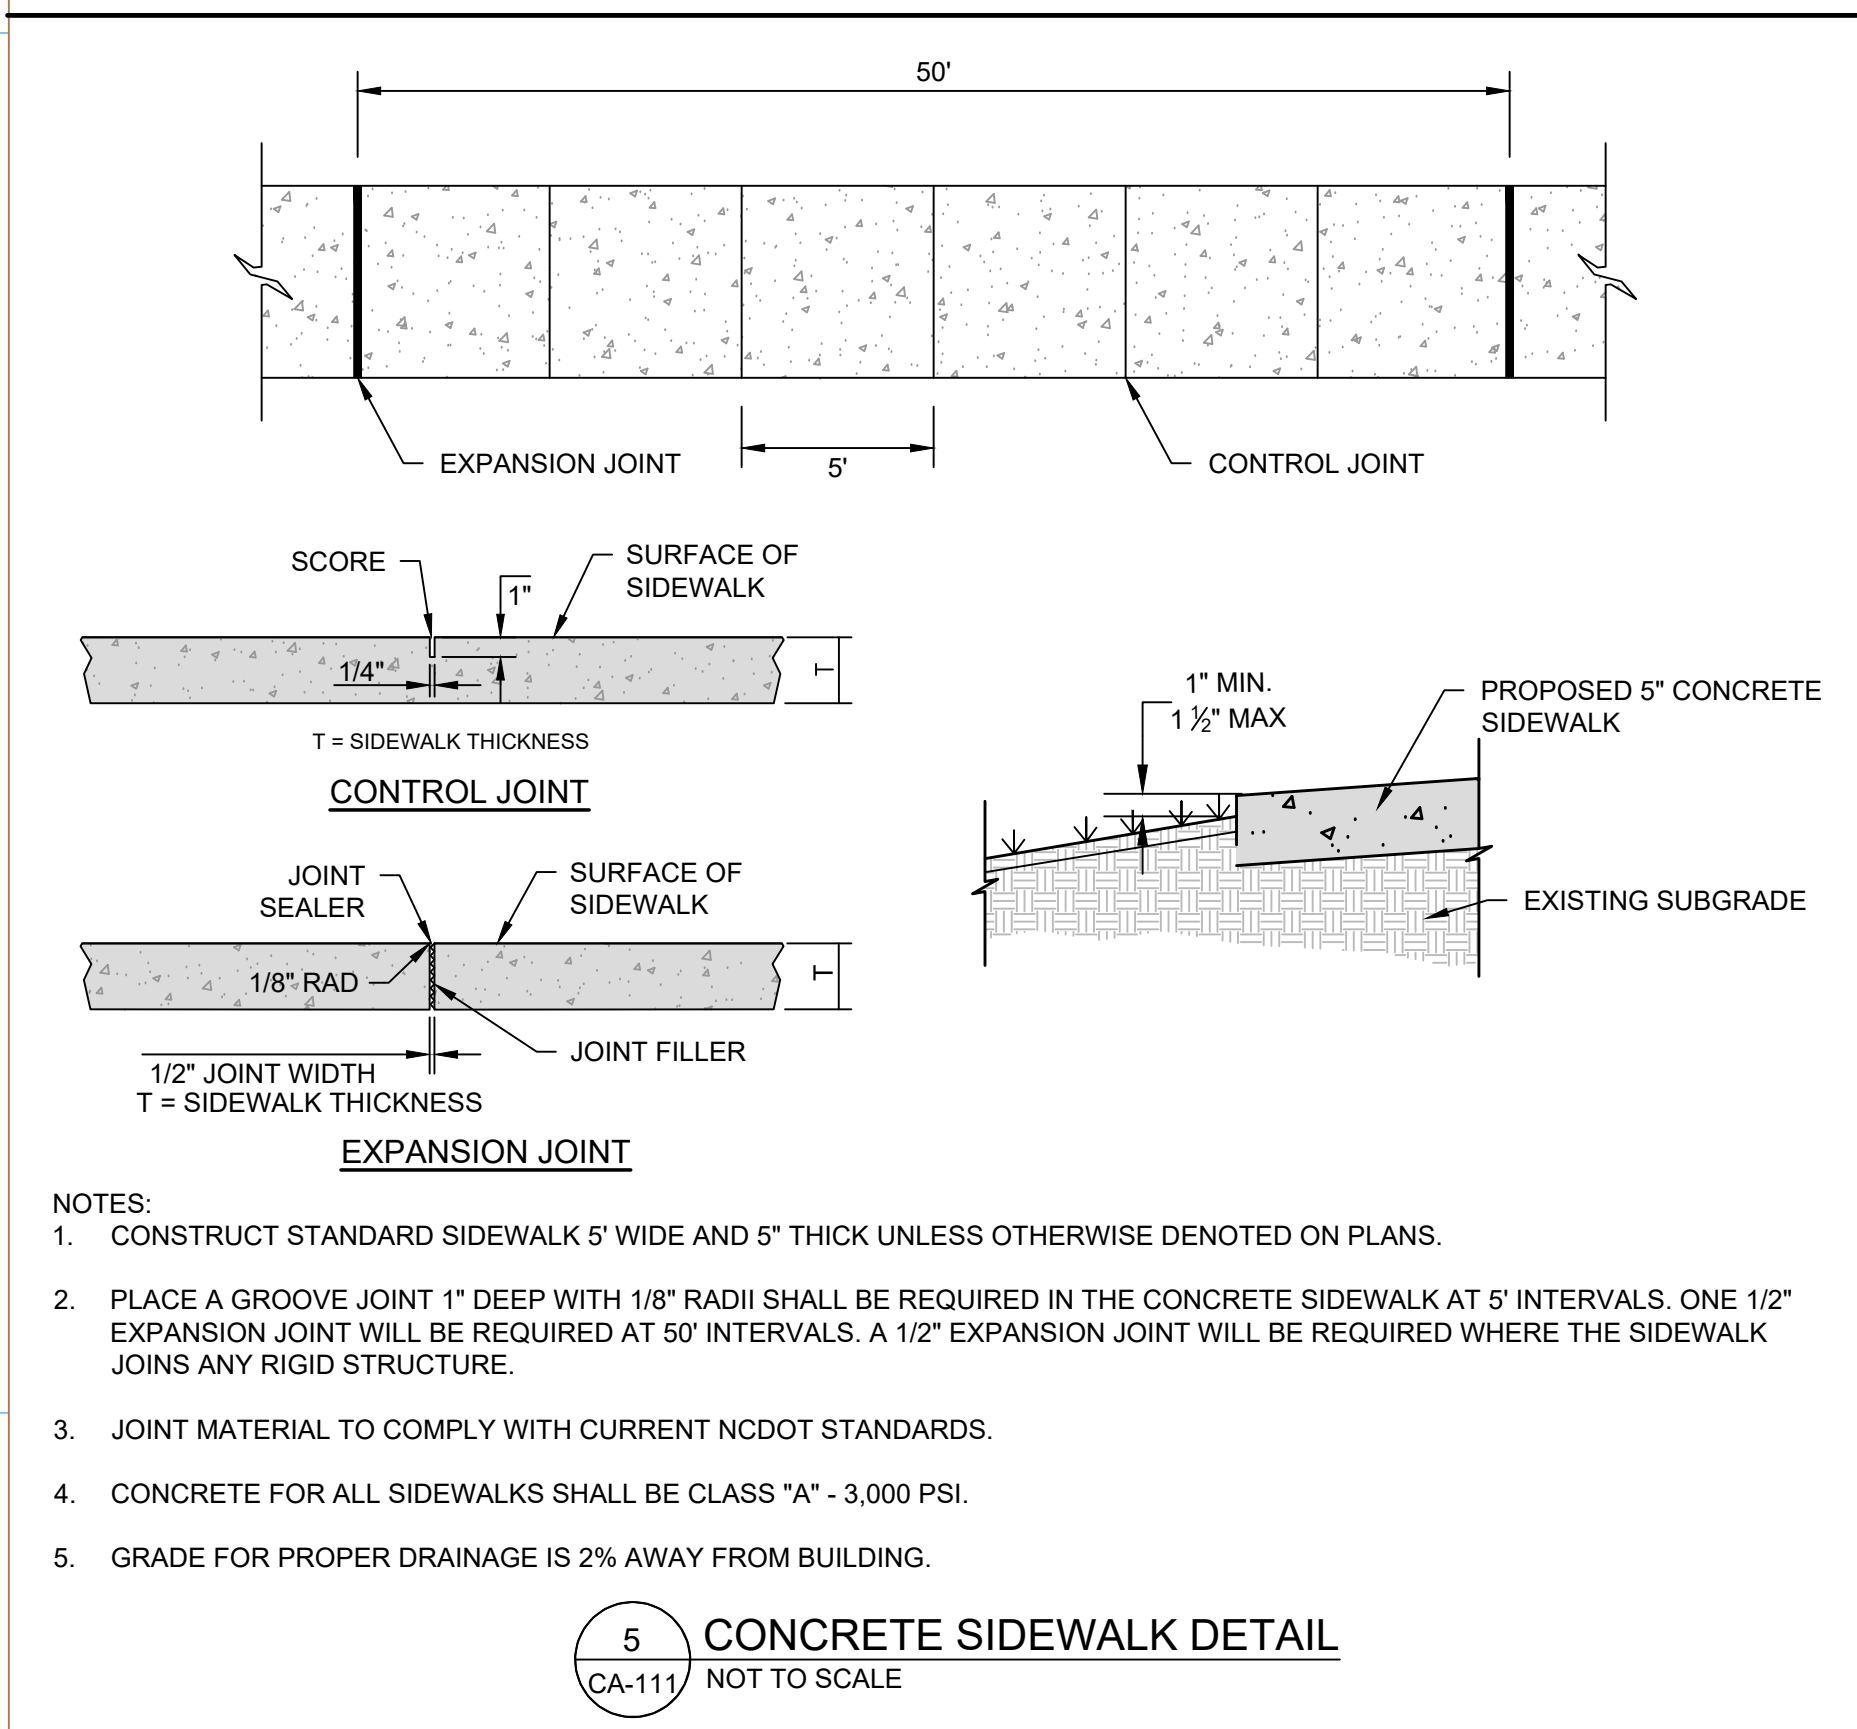 50'
EXPANSION JOINT
5'
CONTROL JOINT
SCORE
1"
SURFACE OF
SIDEWALK
1/4"
T
T = SIDEWALK THICKNESS
CONTROL JOINT
1" MIN.
1 ½" MAX
PROPOSED 5" CONCRETE
SIDEWALK
EXISTING SUBGRADE
JOINT
SEALER
SURFACE OF
SIDEWALK
1/8" RAD
T
JOINT FILLER
1/2" JOINT WIDTH
T = SIDEWALK THICKNESS
EXPANSION JOINT
NOTES:
1. CONSTRUCT STANDARD SIDEWALK 5' WIDE AND 5" THICK UNLESS OTHERWISE DENOTED ON PLANS.
2. PLACE A GROOVE JOINT 1" DEEP WITH 1/8" RADII SHALL BE REQUIRED IN THE CONCRETE SIDEWALK AT 5' INTERVALS. ONE 1/2"
EXPANSION JOINT WILL BE REQUIRED AT 50' INTERVALS. A 1/2" EXPANSION JOINT WILL BE REQUIRED WHERE THE SIDEWALK
JOINS ANY RIGID STRUCTURE.
3. JOINT MATERIAL TO COMPLY WITH CURRENT NCDOT STANDARDS.
4. CONCRETE FOR ALL SIDEWALKS SHALL BE CLASS "A" - 3,000 PSI.
5. GRADE FOR PROPER DRAINAGE IS 2% AWAY FROM BUILDING.
5
CA-111
CONCRETE SIDEWALK DETAIL
NOT TO SCALE